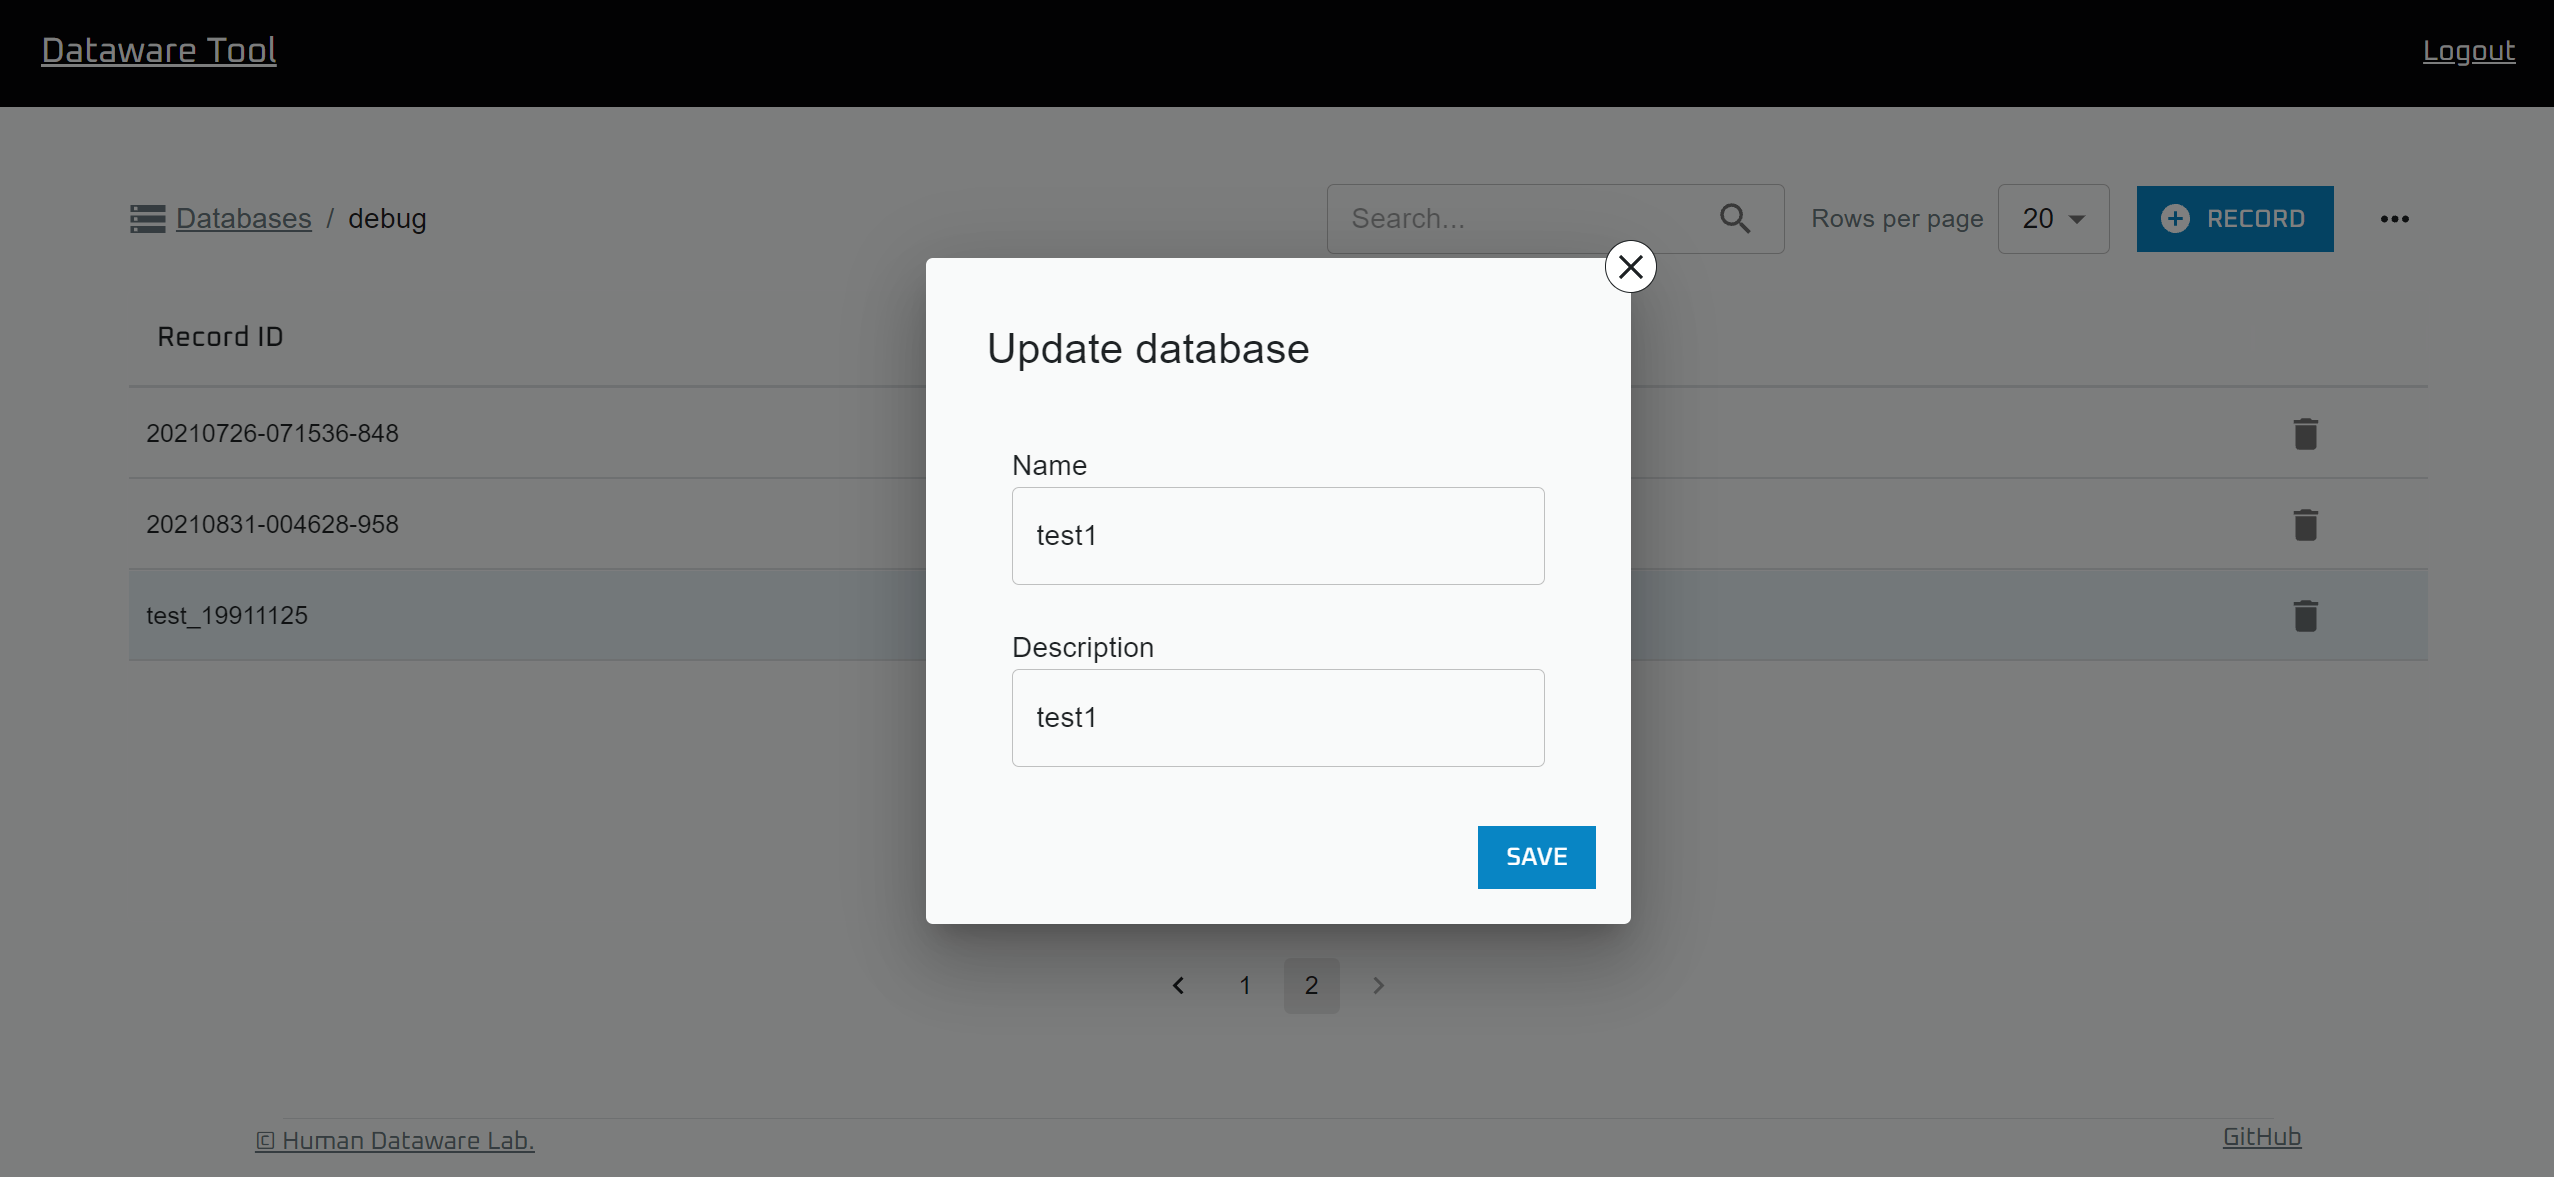 Dataware Tool
Logout
Databases / debug
Search...
Rows per page
20
RECORD
Record ID
20210726-071536-848
20210831-004628-958
test_19911125
Update database
Name
test1
Description
test1
SAVE
1
2
© Human Dataware Lab.
GitHub